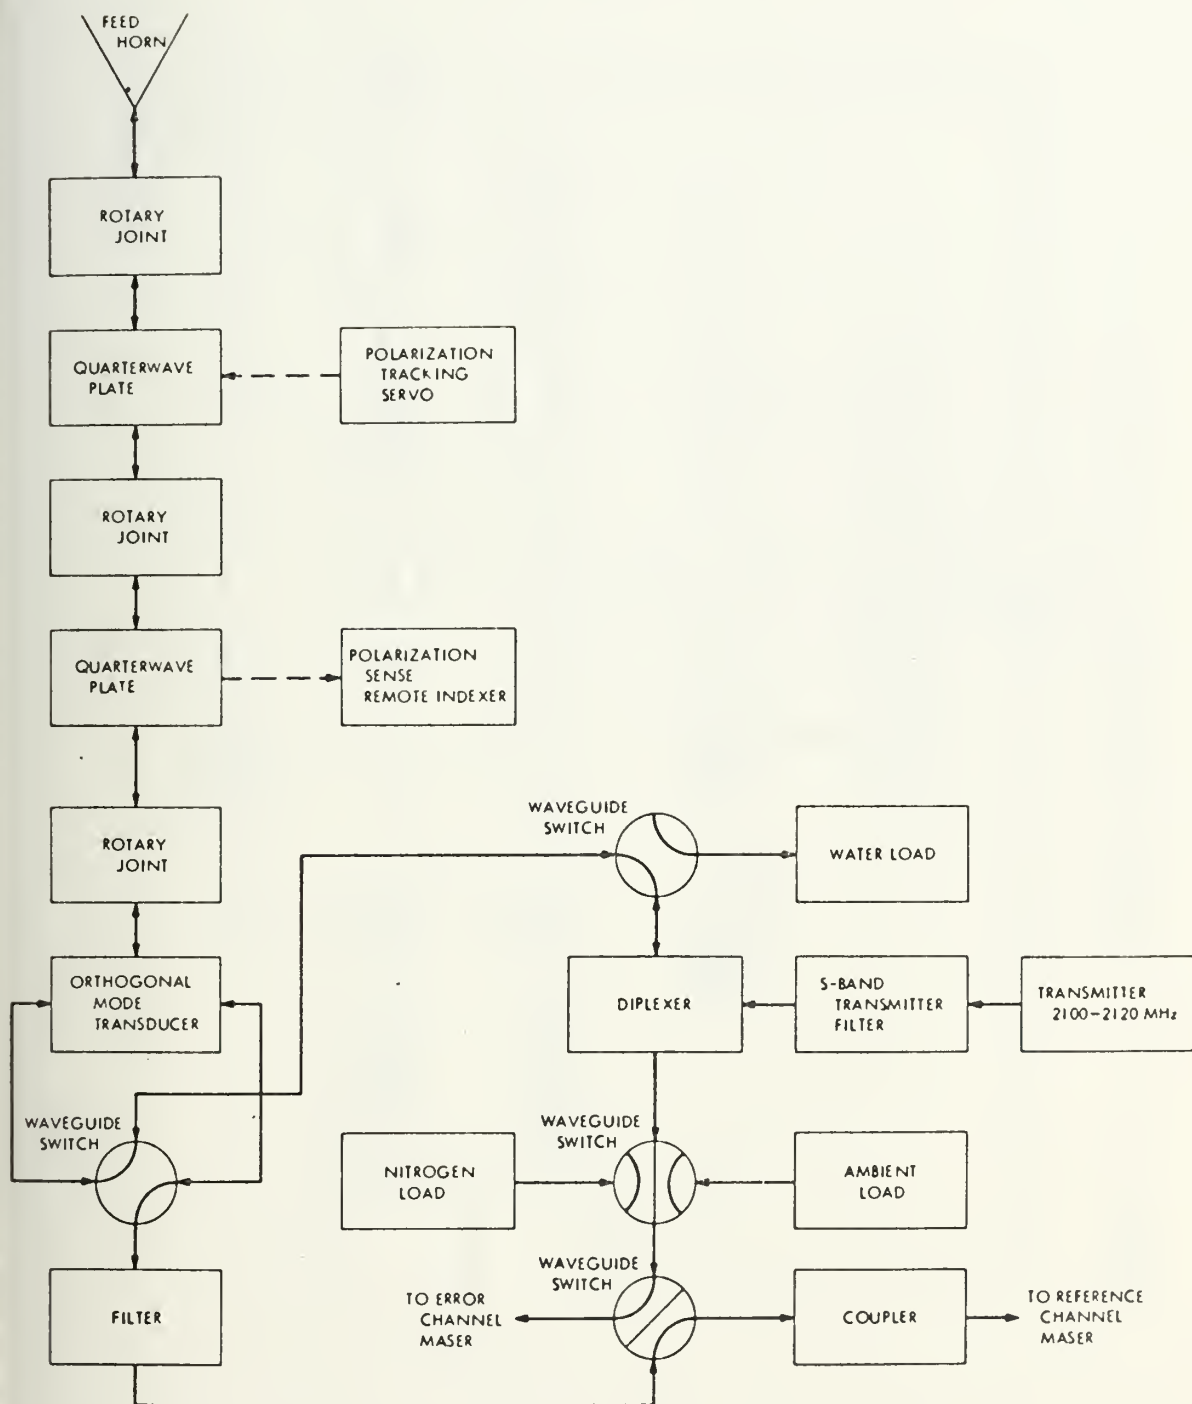 FEED
HORN
ROTARY
JOINT
QUARTERWAVE
PLATE
POLARIZATION
TRACKING
SERVO
ROTARY
JOINT
QUARTERWAVE
PLATE
POLARIZATION
SENSE
REMOTE INDEXER
ROTARY
JOINT
WAVEGUIDE
SWITCH
WATER LOAD
ORTHOGONAL
MODE
TRANSDUCER
DIPLEXER
S-BAND
TRANSMITTER
FILTER
TRANSMITTER
2100-2120 MHz
WAVEGUIDE
SWITCH
WAVEGUIDE
SWITCH
NITROGEN
LOAD
AMBIENT
LOAD
WAVEGUIDE
SWITCH
FILTER
TO ERROR
CHANNEL
MASER
COUPLER
TO REFERENCE
CHANNEL
MASER